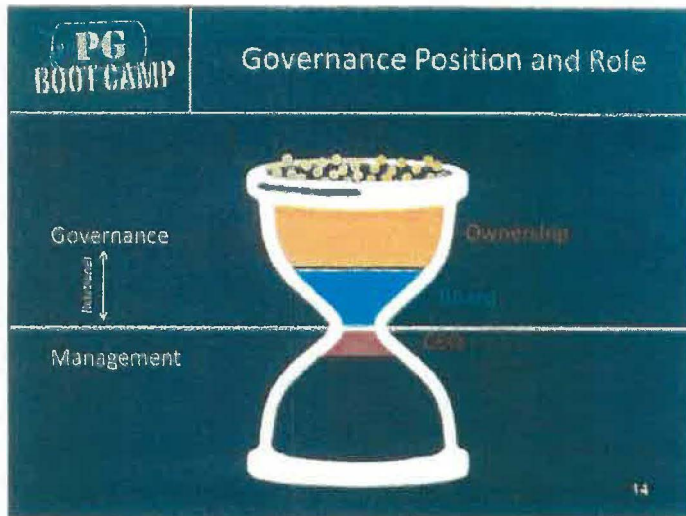 PG
BOOT CAMP
Governance Position and Role
Governance
Ownership
Board
CEO
Management
14